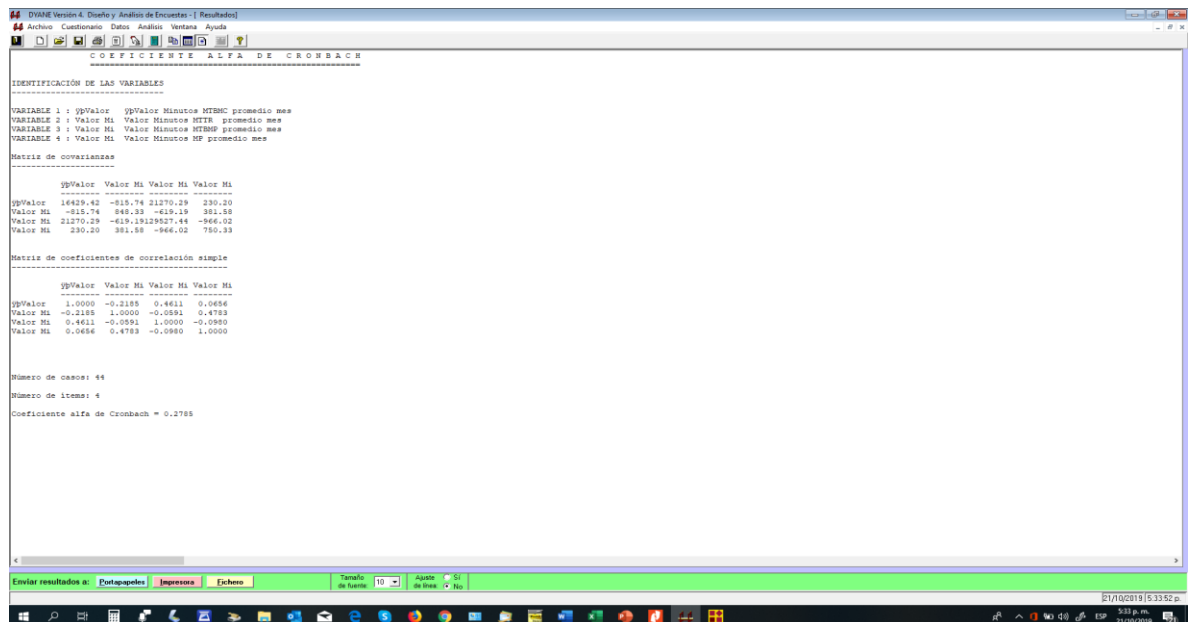 DYANE Versión 4. Diseño y Análisis de Encuestas - [ Resultados]
Archivo Cuestionario Datos Análisis Ventana Ayuda
C O E F I C I E N T E A L F A D E C R O N B A C H
IDENTIFICACIÓN DE LAS VARIABLES
VARIABLE 1 : ÿþValor ÿþValor Minutos MTBMC promedio mes
VARIABLE 2 : Valor Mi Valor Minutos MTTR promedio mes
VARIABLE 3 : Valor Mi Valor Minutos MTBMP promedio mes
VARIABLE 4 : Valor Mi Valor Minutos MP promedio mes
Matriz de covarianzas
ÿþValor Valor Mi Valor Mi Valor Mi
ÿþValor 16429.42 -815.74 21270.29 230.20
Valor Mi -815.74 848.33 -619.19 381.58
Valor Mi 21270.29 -619.19129527.44 -966.02
Valor Mi 230.20 381.58 -966.02 750.33
Matriz de coeficientes de correlación simple
ÿþValor Valor Mi Valor Mi Valor Mi
ÿþValor 1.0000 -0.2185 0.4611 0.0656
Valor Mi -0.2185 1.0000 -0.0591 0.4783
Valor Mi 0.4611 -0.0591 1.0000 -0.0980
Valor Mi 0.0656 0.4783 -0.0980 1.0000
Número de casos: 44
Número de ítems: 4
Coeficiente alfa de Cronbach = 0.2785
Enviar resultados a: Portapapeles Impresora Fichero Tamaño de fuente: 10 Ajuste de línea: Sí No
21/10/2019 5:33:52 p.
ESP 5:33 p. m.
21/10/2019